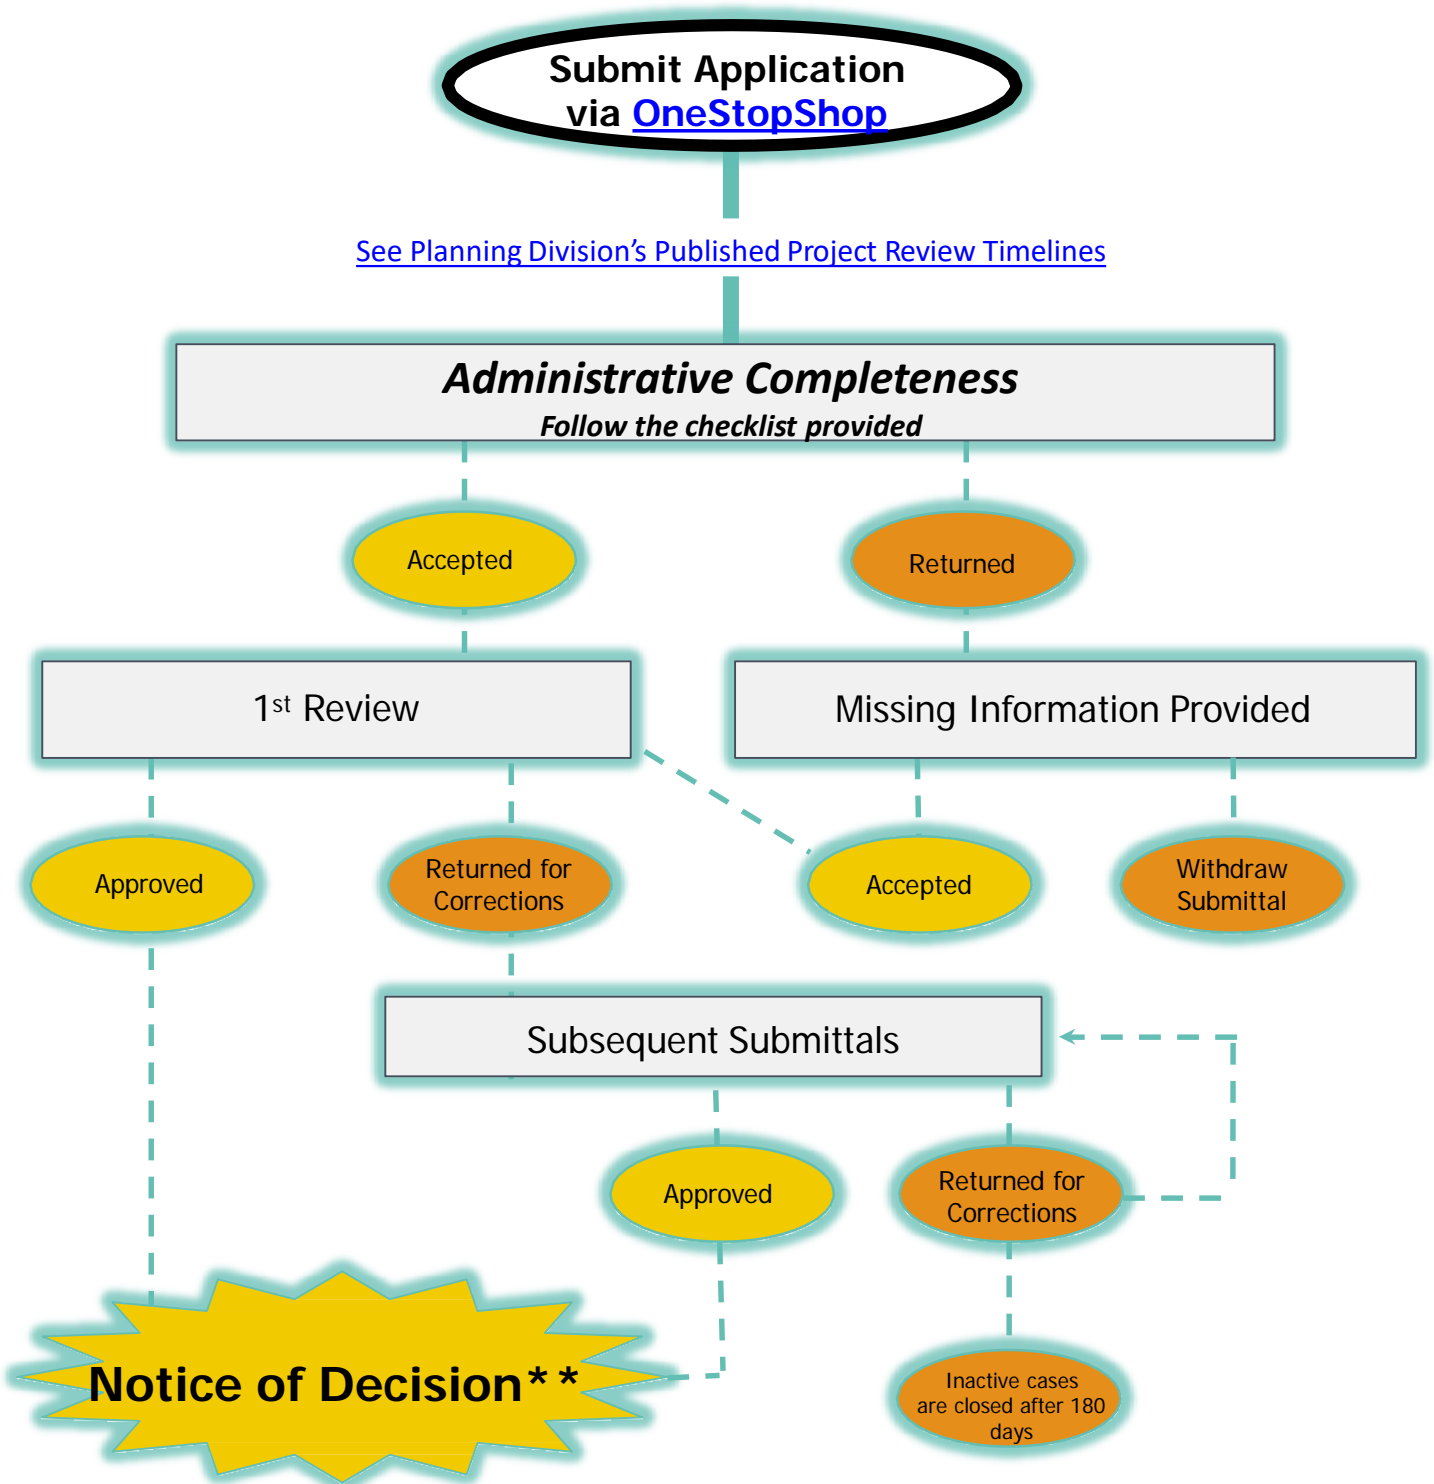 Submit Application
via OneStopShop
See Planning Division’s Published Project Review Timelines
Administrative Completeness
Follow the checklist provided
Accepted
Returned
1st Review
Missing Information Provided
Approved
Returned for
Corrections
Accepted
Withdraw
Submittal
Subsequent Submittals
Approved
Returned for
Corrections
Notice of Decision**
Inactive cases
are closed after 180
days